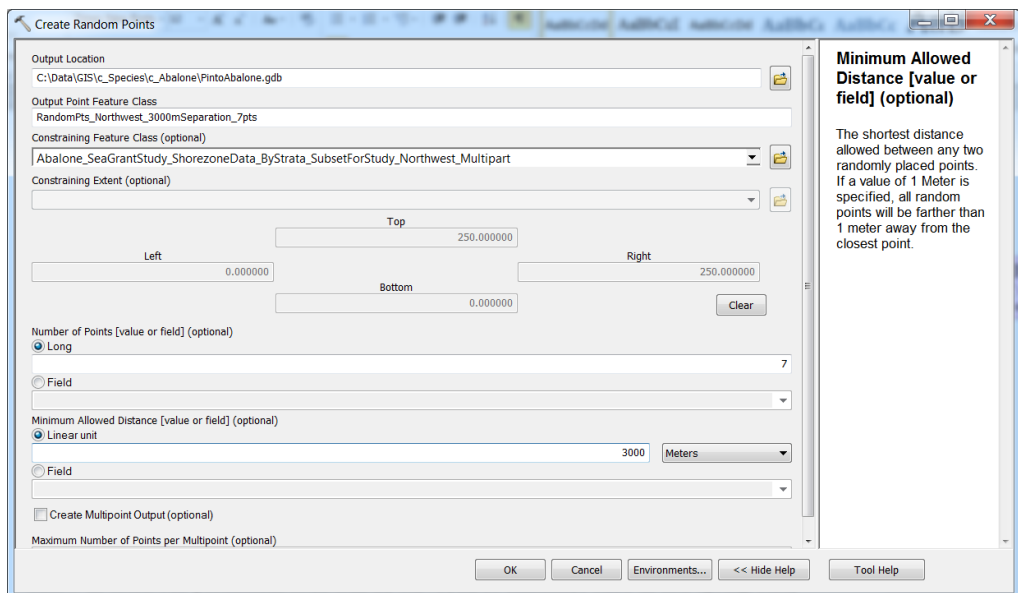 Create Random Points
Output Location
C:\Data\GIS\c_Species\c_Abalone\PintoAbalone.gdb
Output Point Feature Class
RandomPts_Northwest_3000mSeparation_7pts
Constraining Feature Class (optional)
Abalone_SeaGrantStudy_ShorezoneData_ByStrata_SubsetForStudy_Northwest_Multipart
Constraining Extent (optional)
Top
250.000000
Left
Right
0.000000
250.000000
Bottom
0.000000
Clear
Number of Points [value or field] (optional)
Long
7
Field
Minimum Allowed Distance [value or field] (optional)
Linear unit
3000 Meters
Field
Create Multipoint Output (optional)
Maximum Number of Points per Multipoint (optional)
Minimum Allowed
Distance [value or
field] (optional)
The shortest distance
allowed between any two
randomly placed points.
If a value of 1 Meter is
specified, all random
points will be farther than
1 meter away from the
closest point.
OK Cancel Environments... << Hide Help Tool Help